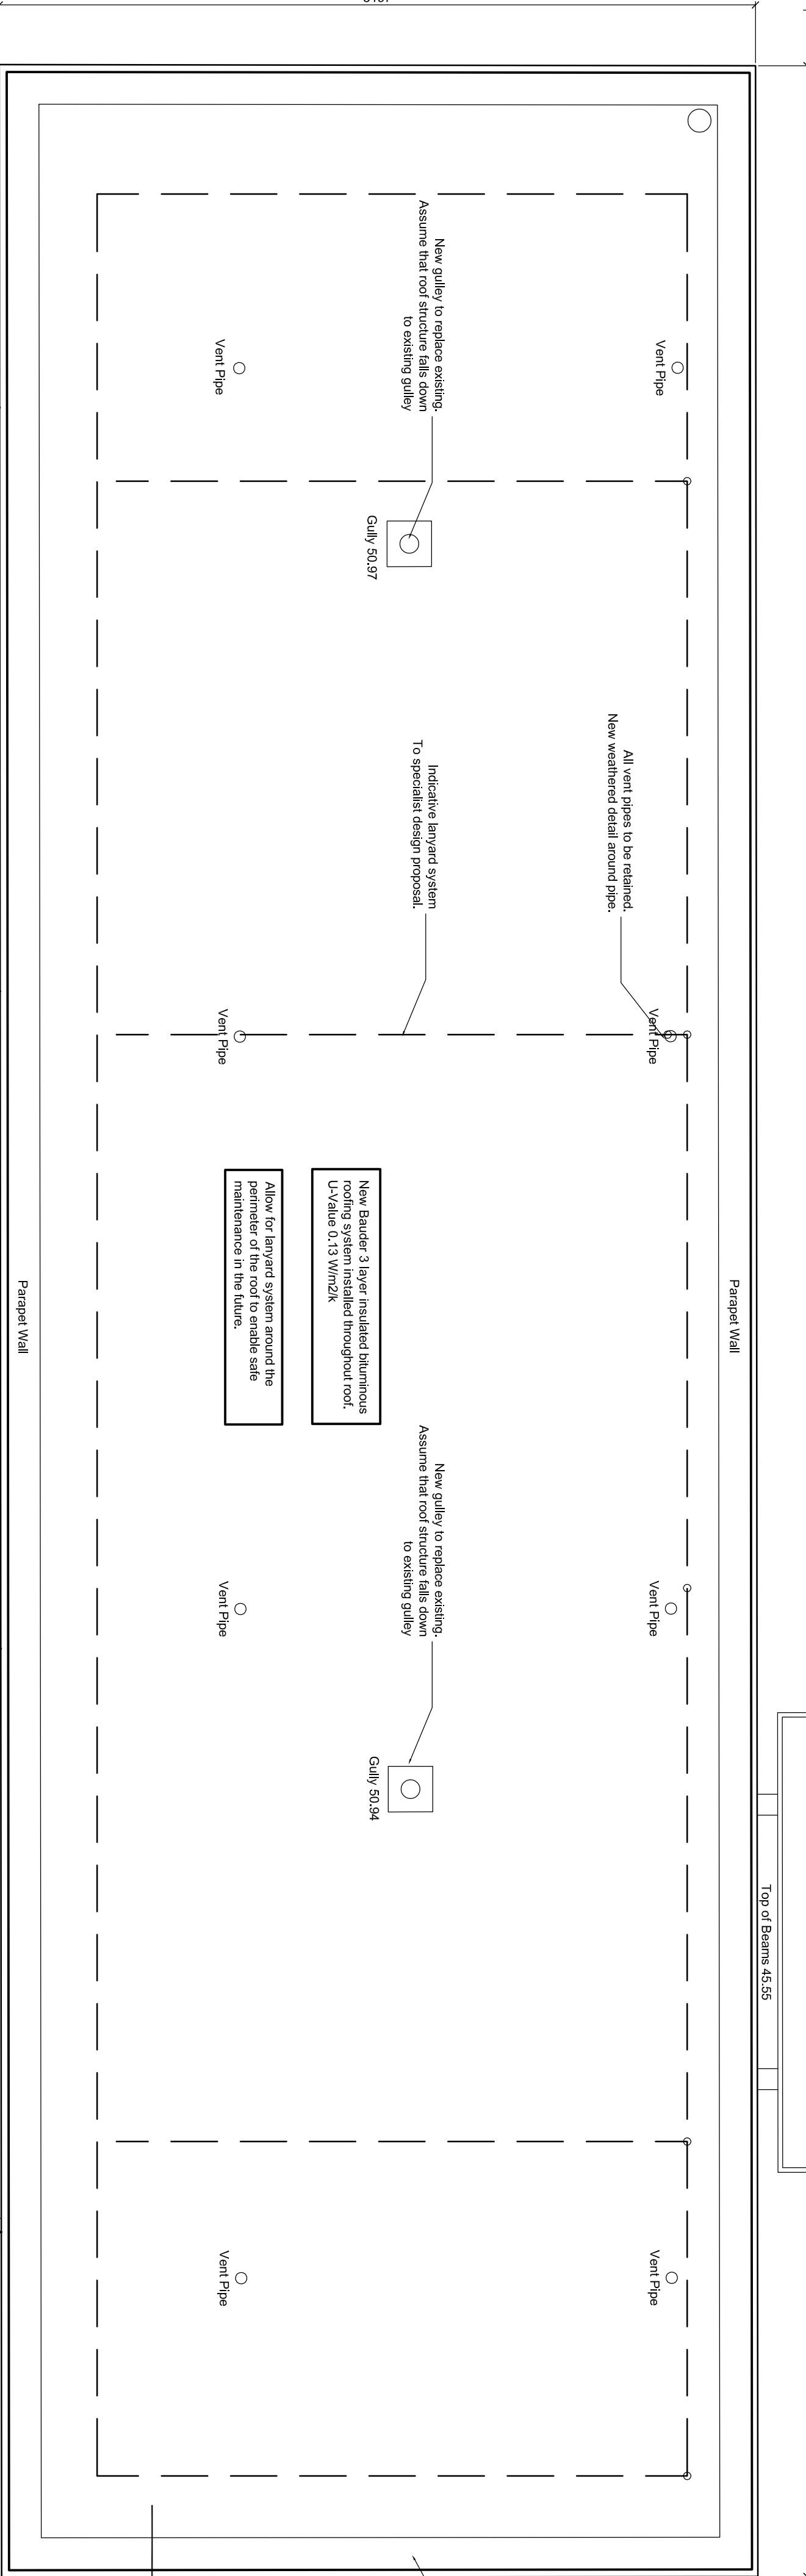 New gulley to replace existing.
Assume that roof structure falls down
to existing gulley
Vent Pipe
Vent Pipe
Gully 50.97
All vent pipes to be retained.
New weathered detail around pipe.
Indicative lanyard system
To specialist design proposal.
Vent Pipe
Vent Pipe
Parapet Wall
New Bauder 3 layer insulated bituminous
roofing system installed throughout roof.
U-Value 0.13 W/m2/k
Allow for lanyard system around the
perimeter of the roof to enable safe
maintenance in the future.
Parapet Wall
New gulley to replace existing.
Assume that roof structure falls down
to existing gulley
Vent Pipe
Vent Pipe
Gully 50.94
Top of Beams 45.55
Vent Pipe
Vent Pipe